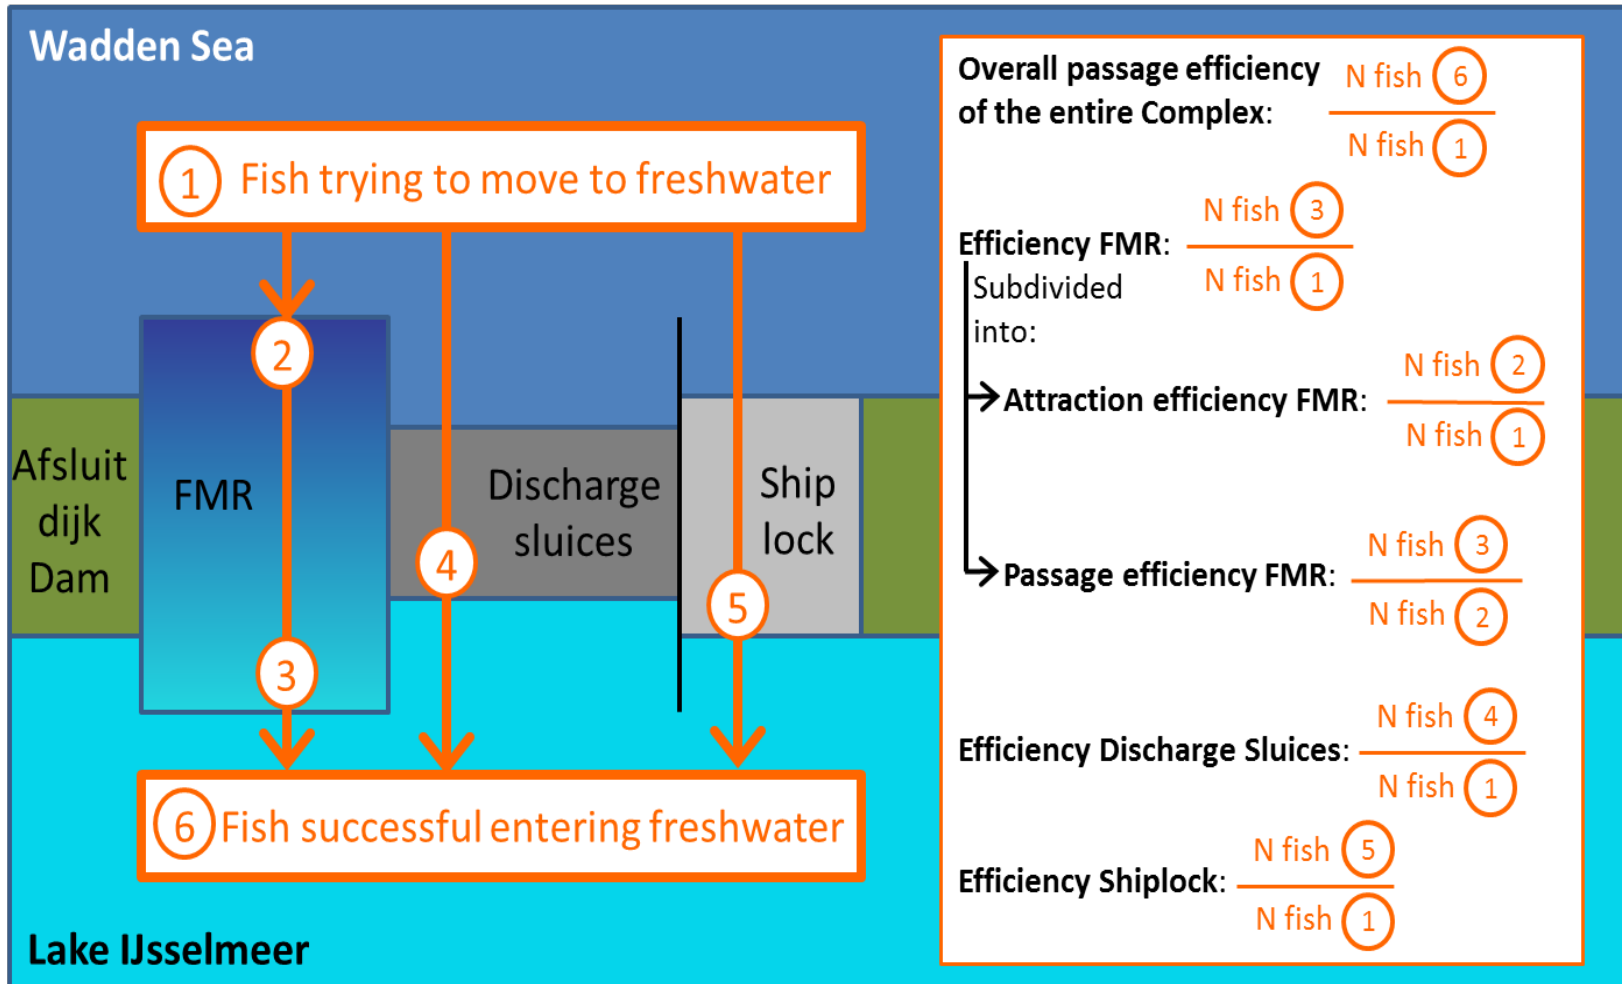 Wadden Sea
1 Fish trying to move to freshwater
2
Afsluit
dijk
Dam
FMR
Discharge
sluices
Ship
lock
4
5
3
6 Fish successful entering freshwater
Lake IJsselmeer
Overall passage efficiency
of the entire Complex:
N fish 6
N fish 1
Efficiency FMR:
N fish 3
N fish 1
Subdivided
into:
Attraction efficiency FMR:
N fish 2
N fish 1
Passage efficiency FMR:
N fish 3
N fish 2
Efficiency Discharge Sluices:
N fish 4
N fish 1
Efficiency Shiplock:
N fish 5
N fish 1